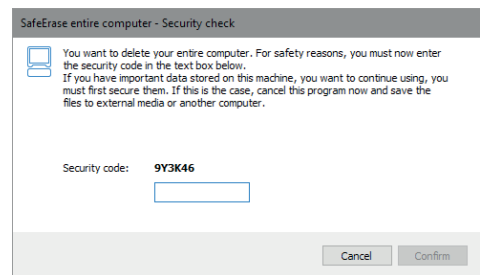 SafeErase entire computer - Security check
You want to delete your entire computer. For safety reasons, you must now enter
the security code in the text box below.
If you have important data stored on this machine, you want to continue using, you
must first secure them. If this is the case, cancel this program now and save the
files to external media or another computer.
Security code: 9Y3K46
Cancel Confirm